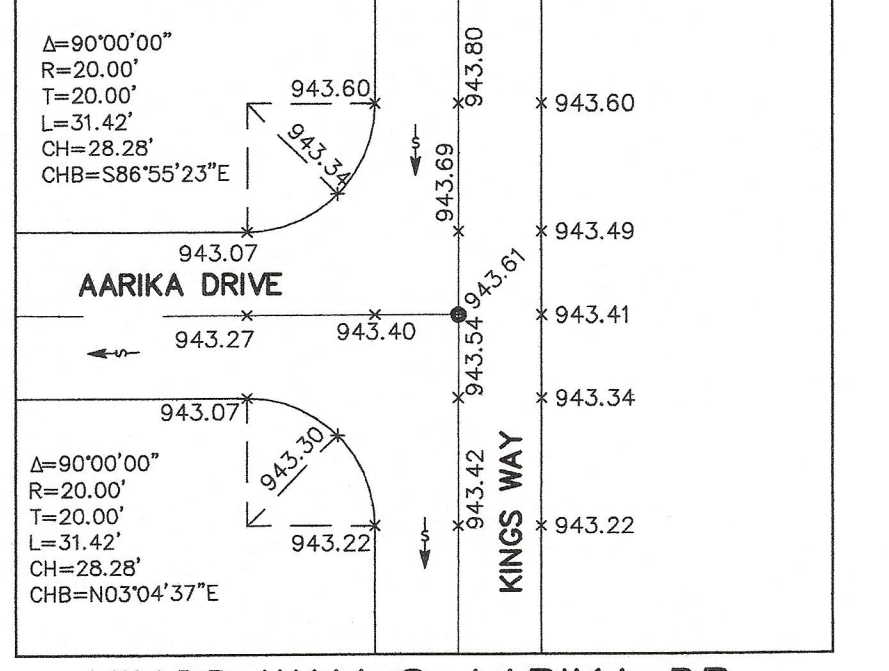 Δ=90°00'00"
R=20.00'
T=20.00'
L=31.42'
CH=28.28'
CHB=S86°55'23"E
943.60
943.34
943.07
S
943.80
943.69
943.60
943.49
AARIKA DRIVE
943.61
943.41
943.27
943.40
943.54
S
943.34
943.07
943.30
943.22
943.42
KINGS WAY
943.22
S
Δ=90°00'00"
R=20.00'
T=20.00'
L=31.42'
CH=28.28'
CHB=N03°04'37"E